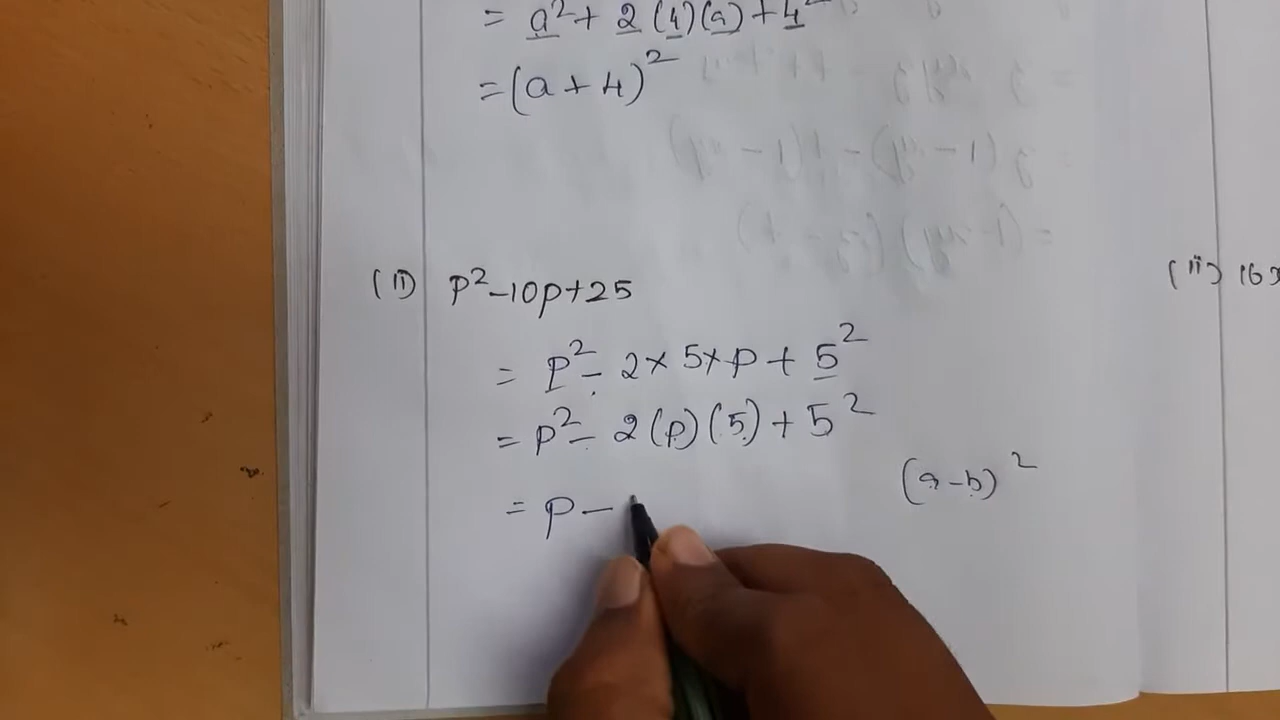 = a² + 2 (4)(a) + 4²
= (a + 4)²
(ii) p² - 10p + 25
= p² - 2 × 5 × p + 5²
= p² - 2 (p) (5) + 5²
(a - b)²
= p -
(ii) 16